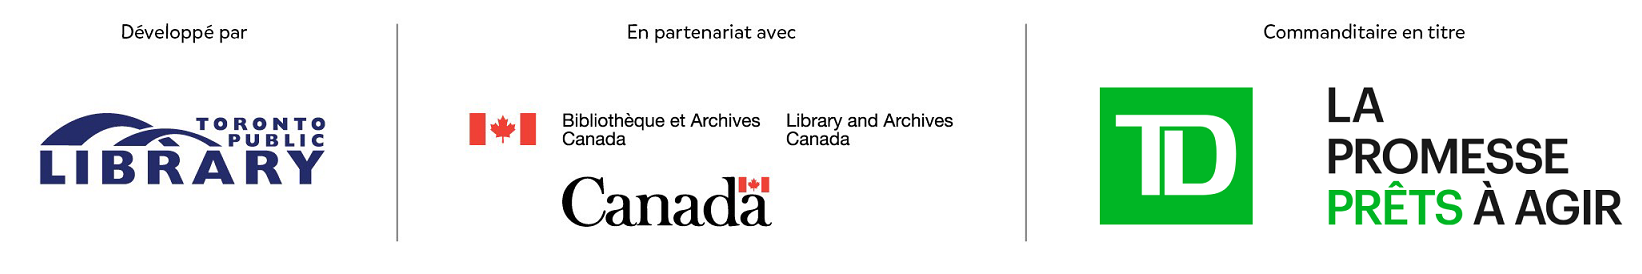 Développé par
TORONTO
PUBLIC
LIBRARY
En partenariat avec
Bibliothèque et Archives
Canada
Library and Archives
Canada
Canada
Commanditaire en titre
TD
LA
PROMESSE
PRÊTS À AGIR